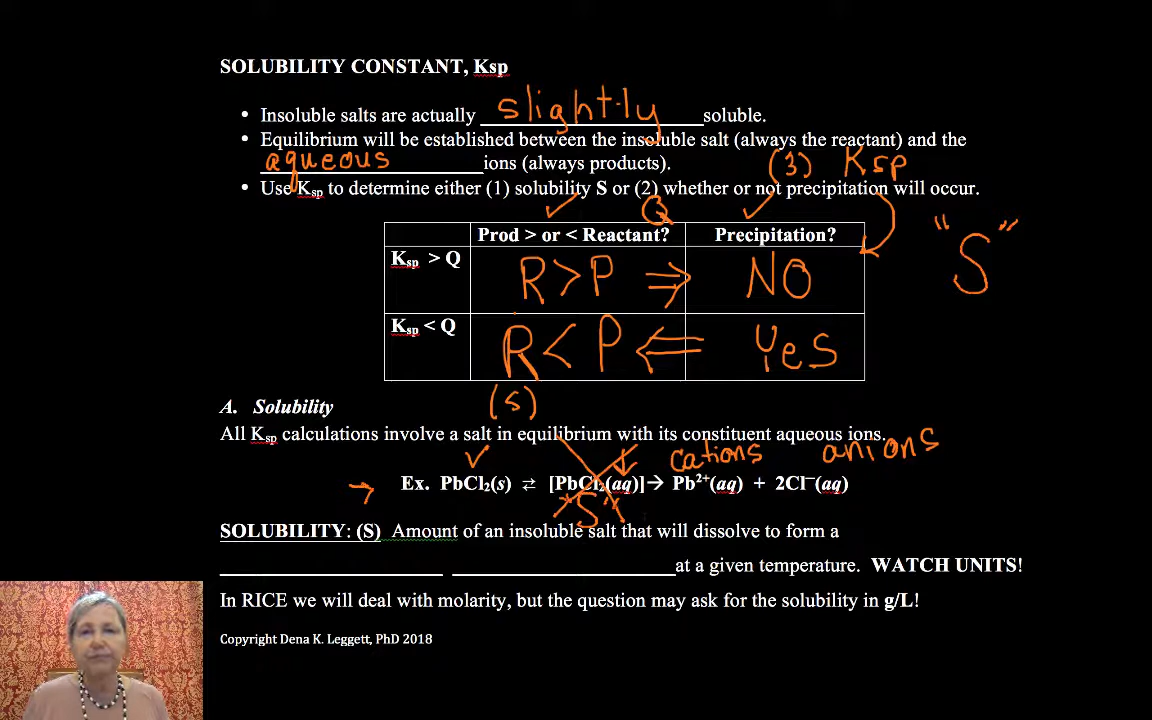 SOLUBILITY CONSTANT, Ksp
• Insoluble salts are actually slightly soluble.
• Equilibrium will be established between the insoluble salt (always the reactant) and the
aqueous ions (always products).
(3) Ksp
• Use Ksp to determine either (1) solubility S or (2) whether or not precipitation will occur.
Q
Prod > or < Reactant? Precipitation?
"S"
Ksp > Q R > P ⇒ NO
Ksp < Q R < P ⇐ Yes
(s)
A. Solubility
All Ksp calculations involve a salt in equilibrium with its constituent aqueous ions.
cations anions
→ Ex. PbCl₂(s) ⇄ [PbCl₂(aq)]→ Pb²⁺(aq) + 2Cl⁻(aq)
"S"
SOLUBILITY: (S) Amount of an insoluble salt that will dissolve to form a
____________________ ____________________at a given temperature. WATCH UNITS!
In RICE we will deal with molarity, but the question may ask for the solubility in g/L!
Copyright Dena K. Leggett, PhD 2018